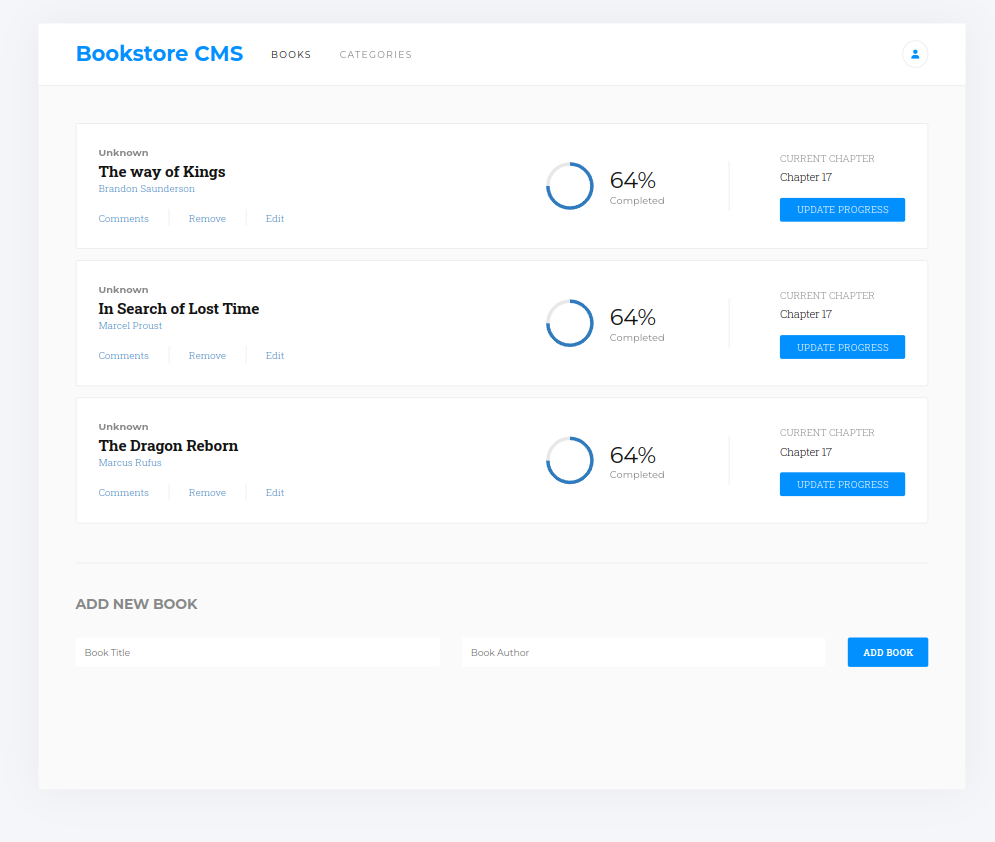 Bookstore CMS BOOKS CATEGORIES
Unknown
The way of Kings
Brandon Saunderson
Comments Remove Edit
64%
Completed
CURRENT CHAPTER
Chapter 17
UPDATE PROGRESS
Unknown
In Search of Lost Time
Marcel Proust
Comments Remove Edit
64%
Completed
CURRENT CHAPTER
Chapter 17
UPDATE PROGRESS
Unknown
The Dragon Reborn
Marcus Rufus
Comments Remove Edit
64%
Completed
CURRENT CHAPTER
Chapter 17
UPDATE PROGRESS
ADD NEW BOOK
Book Title Book Author ADD BOOK